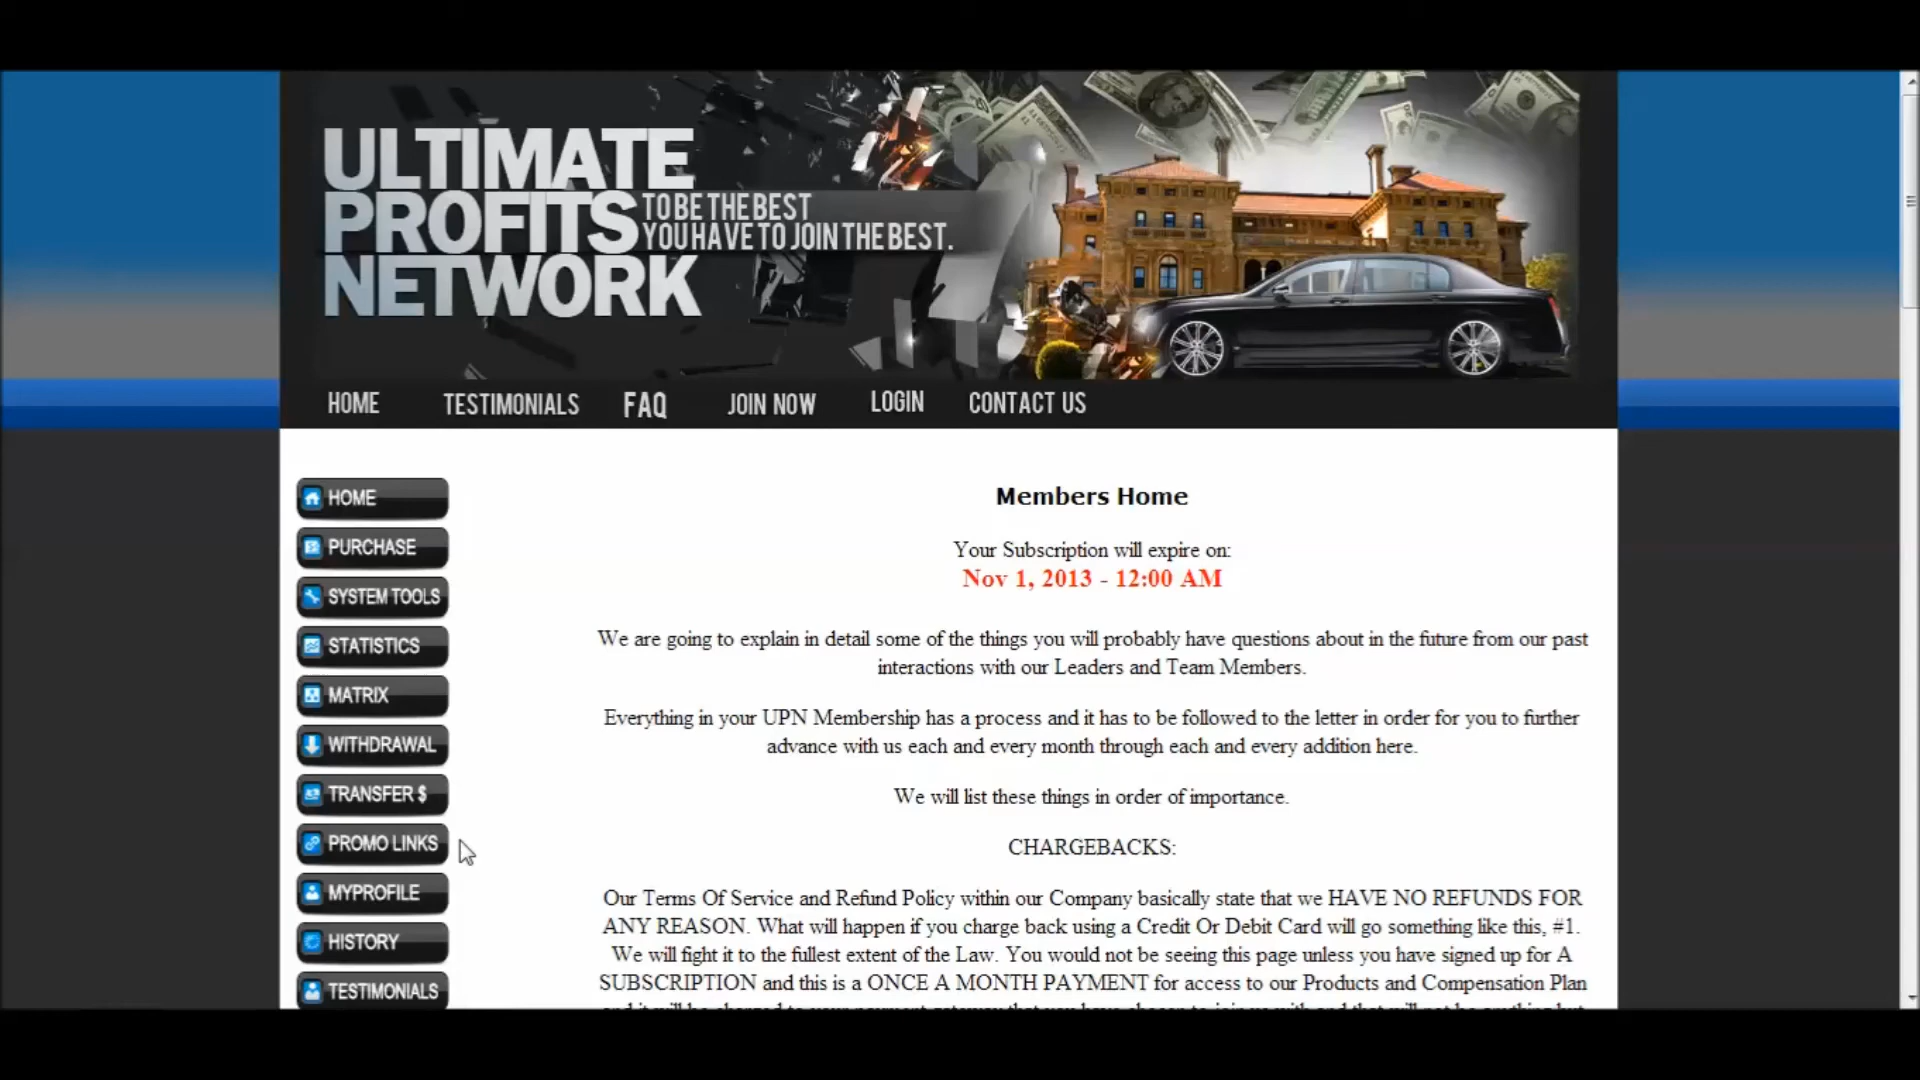 ULTIMATE
PROFITS
NETWORK
TO BE THE BEST
YOU HAVE TO JOIN THE BEST.
HOME TESTIMONIALS FAQ JOIN NOW LOGIN CONTACT US
HOME
PURCHASE
SYSTEM TOOLS
STATISTICS
MATRIX
WITHDRAWAL
TRANSFER $
PROMO LINKS
MYPROFILE
HISTORY
TESTIMONIALS
Members Home
Your Subscription will expire on:
Nov 1, 2013 - 12:00 AM
We are going to explain in detail some of the things you will probably have questions about in the future from our past
interactions with our Leaders and Team Members.
Everything in your UPN Membership has a process and it has to be followed to the letter in order for you to further
advance with us each and every month through each and every addition here.
We will list these things in order of importance.
CHARGEBACKS:
Our Terms Of Service and Refund Policy within our Company basically state that we HAVE NO REFUNDS FOR
ANY REASON. What will happen if you charge back using a Credit Or Debit Card will go something like this, #1.
We will fight it to the fullest extent of the Law. You would not be seeing this page unless you have signed up for A
SUBSCRIPTION and this is a ONCE A MONTH PAYMENT for access to our Products and Compensation Plan